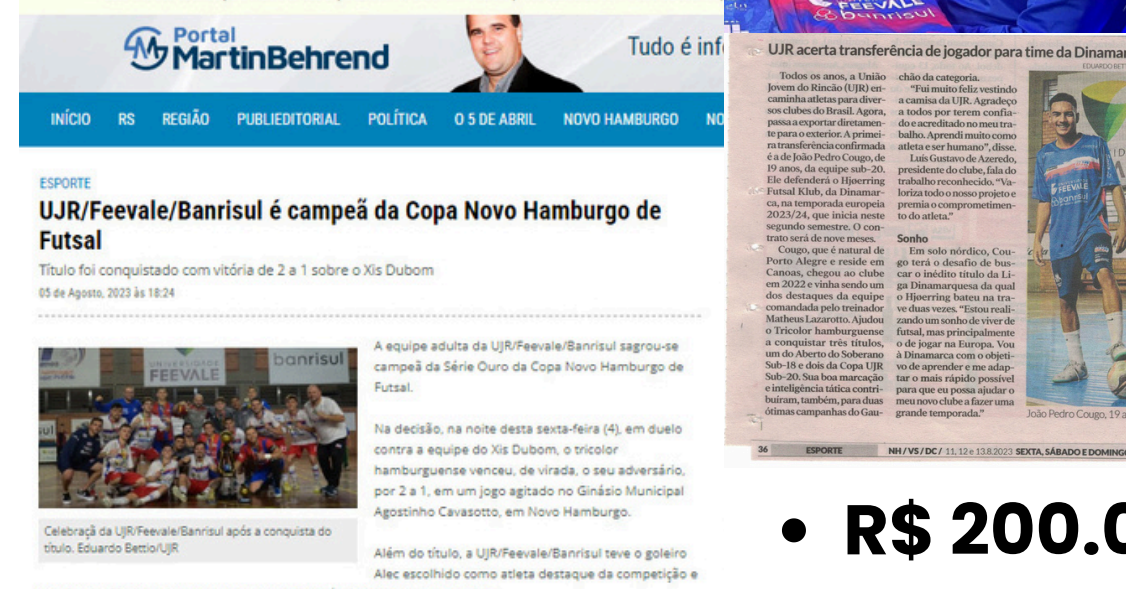 Portal
MartinBehrend
Tudo é inf
INÍCIO RS REGIÃO PUBLIEDITORIAL POLÍTICA O 5 DE ABRIL NOVO HAMBURGO NO
ESPORTE
UJR/Feevale/Banrisul é campeã da Copa Novo Hamburgo de
Futsal
Título foi conquistado com vitória de 2 a 1 sobre o Xis Dubom
05 de Agosto, 2023 às 18:24
UNIVERSIDADE
FEEVALE
banrisul
A equipe adulta da UJR/Feevale/Banrisul sagrou-se
campeã da Série Ouro da Copa Novo Hamburgo de
Futsal.
Na decisão, na noite desta sexta-feira (4), em duelo
contra a equipe do Xis Dubom, o tricolor
hamburguense venceu, de virada, o seu adversário,
por 2 a 1, em um jogo agitado no Ginásio Municipal
Agostinho Cavasotto, em Novo Hamburgo.
Além do título, a UJR/Feevale/Banrisul teve o goleiro
Alec escolhido como atleta destaque da competição e
Celebraçã da UJR/Feevale/Banrisul após a conquista do
título. Eduardo Bettio/UJR
FEEVALE
banrisul
UJR acerta transferência de jogador para time da Dinamar
EDUARDO BETT
Todos os anos, a União
Jovem do Rincão (UJR) en-
caminha atletas para diver-
sos clubes do Brasil. Agora,
passa a exportar diretamen-
te para o exterior. A primei-
ra transferência confirmada
é a de João Pedro Cougo, de
19 anos, da equipe sub-20.
Ele defenderá o Hjøerring
Futsal Klub, da Dinamar-
ca, na temporada europeia
2023/24, que inicia neste
segundo semestre. O con-
trato será de nove meses.
Cougo, que é natural de
Porto Alegre e reside em
Canoas, chegou ao clube
em 2022 e vinha sendo um
dos destaques da equipe
comandada pelo treinador
Matheus Lazarotto. Ajudou
o Tricolor hamburguense
a conquistar três títulos,
um do Aberto do Soberano
Sub-18 e dois da Copa UJR
Sub-20. Sua boa marcação
e inteligência tática contri-
buíram, também, para duas
ótimas campanhas do Gau-
chão da categoria.
"Fui muito feliz vestindo
a camisa da UJR. Agradeço
a todos por terem confia-
do e acreditado no meu tra-
balho. Aprendi muito como
atleta e ser humano", disse.
Luís Gustavo de Azeredo,
presidente do clube, fala do
trabalho reconhecido. "Va-
loriza todo o nosso projeto e
premia o comprometimen-
to do atleta."
Sonho
Em solo nórdico, Cou-
go terá o desafio de bus-
car o inédito título da Li-
ga Dinamarquesa da qual
o Hjøerring bateu na tra-
ve duas vezes. "Estou reali-
zando um sonho de viver de
futsal, mas principalmente
o de jogar na Europa. Vou
à Dinamarca com o objeti-
vo de aprender e me adap-
tar o mais rápido possível
para que eu possa ajudar o
meu novo clube a fazer uma
grande temporada."
FEEVALE
banrisul
João Pedro Cougo, 19 a
36 ESPORTE NH / VS / DC / 11, 12 e 13.8.2023 SEXTA, SÁBADO E DOMINGO
• R$ 200.0